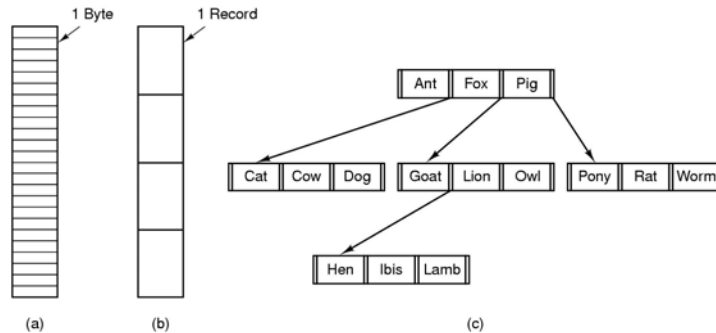 1 Byte
1 Record
Ant Fox Pig
Cat Cow Dog
Goat Lion Owl
Pony Rat Worm
Hen Ibis Lamb
(a)
(b)
(c)